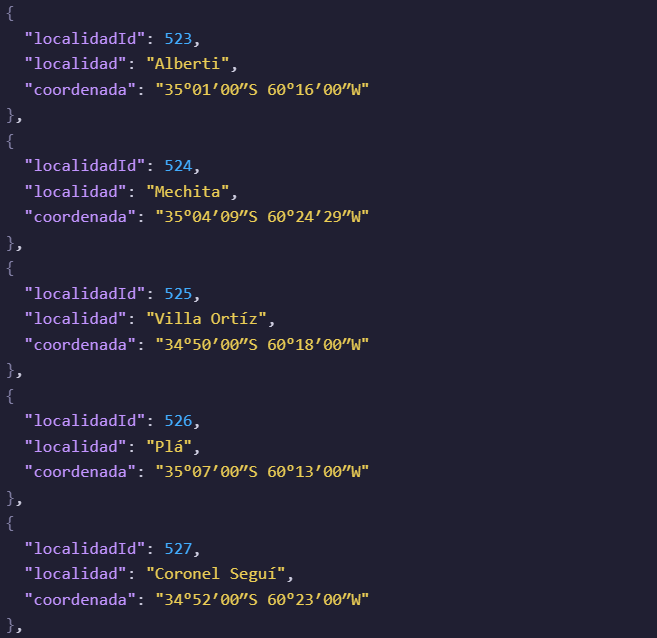 {
"localidadId": 523,
"localidad": "Alberti",
"coordenada": "35º01’00”S 60º16’00”W"
},
{
"localidadId": 524,
"localidad": "Mechita",
"coordenada": "35º04’09”S 60º24’29”W"
},
{
"localidadId": 525,
"localidad": "Villa Ortíz",
"coordenada": "34º50’00”S 60º18’00”W"
},
{
"localidadId": 526,
"localidad": "Plá",
"coordenada": "35º07’00”S 60º13’00”W"
},
{
"localidadId": 527,
"localidad": "Coronel Seguí",
"coordenada": "34º52’00”S 60º23’00”W"
},